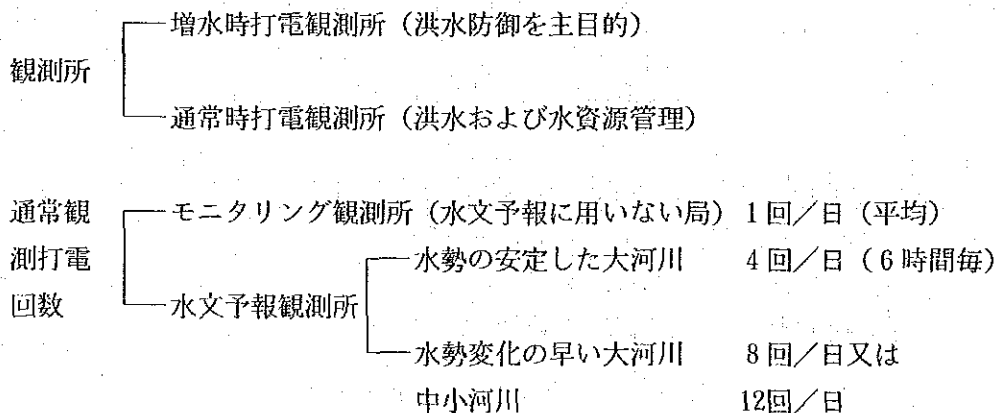 増水時打電観測所（洪水防御を主目的）
観測所
通常時打電観測所（洪水および水資源管理）
通常観 モニタリング観測所（水文予報に用いない局） 1回／日（平均）
測打電 水勢の安定した大河川 4回／日（6時間毎）
回数 水文予報観測所
水勢変化の早い大河川 8回／日又は
中小河川 12回／日